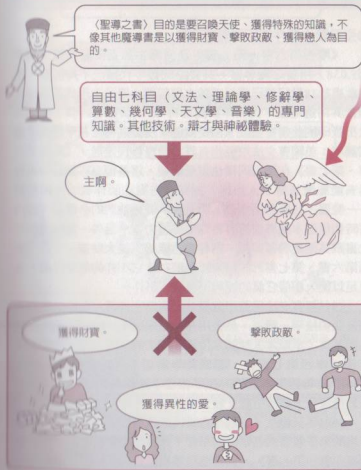 〈聖導之書〉目的是要召喚天使、獲得特殊的知識，不
像其他魔導書是以獲得財寶、擊敗政敵、獲得戀人為目
的。
自由七科目（文法、理論學、修辭學、
算數、幾何學、天文學、音樂）的專門
知識。其他技術。辯才與神祕體驗。
主啊。
獲得財寶。
擊敗政敵。
獲得異性的愛。